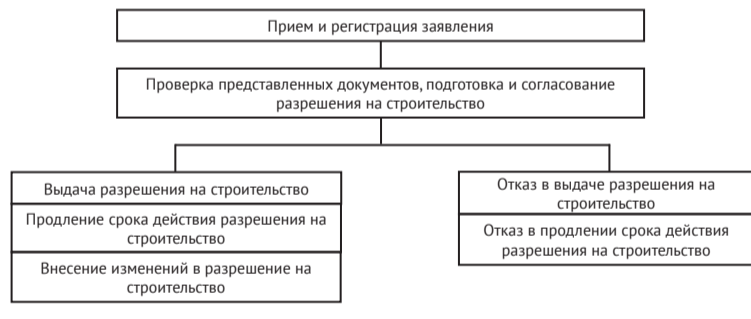 Прием и регистрация заявления
Проверка представленных документов, подготовка и согласование
разрешения на строительство
Выдача разрешения на строительство
Продление срока действия разрешения на
строительство
Внесение изменений в разрешение на
строительство
Отказ в выдаче разрешения на
строительство
Отказ в продлении срока действия
разрешения на строительство